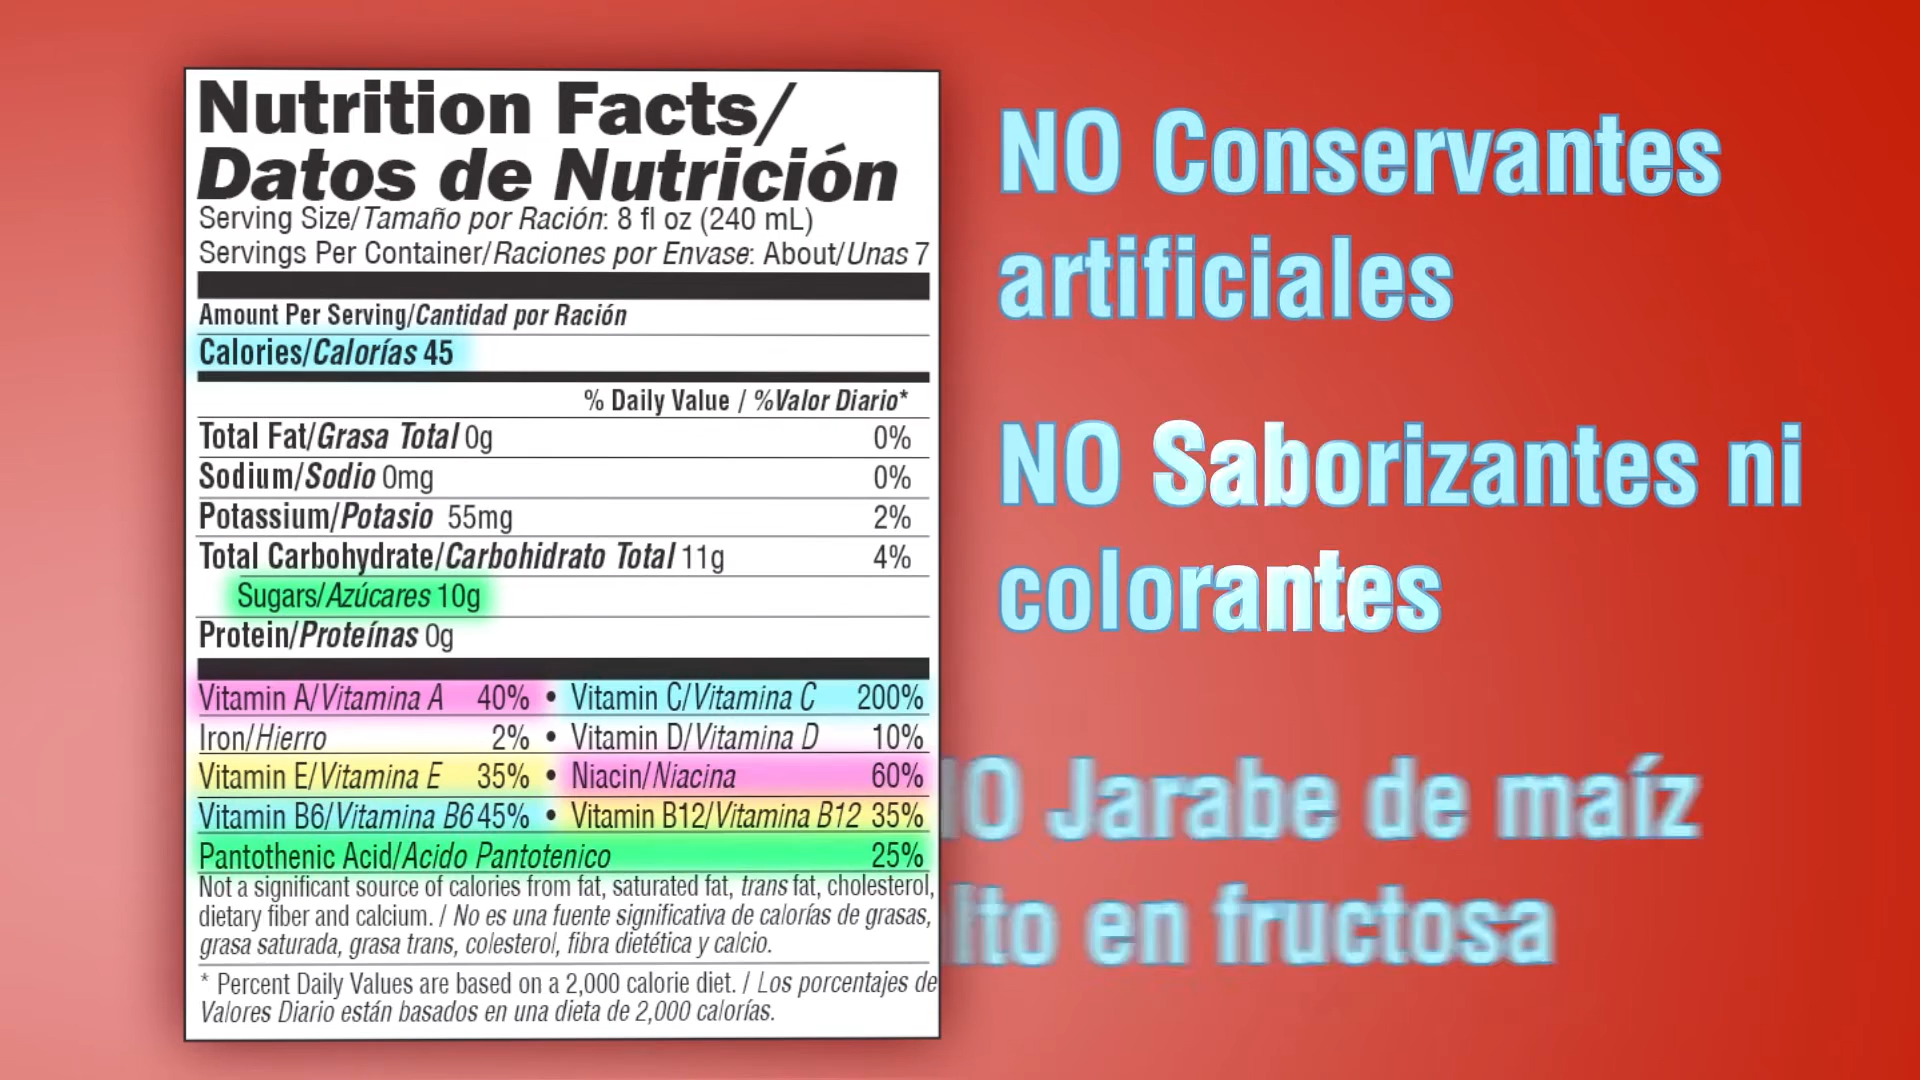 Nutrition Facts/
Datos de Nutrición
Serving Size/Tamaño por Ración: 8 fl oz (240 mL)
Servings Per Container/Raciones por Envase: About/Unas 7
Amount Per Serving/Cantidad por Ración
Calories/Calorías 45
% Daily Value / %Valor Diario*
Total Fat/Grasa Total 0g 0%
Sodium/Sodio 0mg 0%
Potassium/Potasio 55mg 2%
Total Carbohydrate/Carbohidrato Total 11g 4%
Sugars/Azúcares 10g
Protein/Proteínas 0g
Vitamin A/Vitamina A 40% • Vitamin C/Vitamina C 200%
Iron/Hierro 2% • Vitamin D/Vitamina D 10%
Vitamin E/Vitamina E 35% • Niacin/Niacina 60%
Vitamin B6/Vitamina B6 45% • Vitamin B12/Vitamina B12 35%
Pantothenic Acid/Acido Pantotenico 25%
Not a significant source of calories from fat, saturated fat, trans fat, cholesterol,
dietary fiber and calcium. / No es una fuente significativa de calorías de grasas,
grasa saturada, grasa trans, colesterol, fibra dietética y calcio.
* Percent Daily Values are based on a 2,000 calorie diet. / Los porcentajes de
Valores Diario están basados en una dieta de 2,000 calorías.
NO Conservantes
artificiales
NO Saborizantes ni
colorantes
Jarabe de maíz
en fructosa